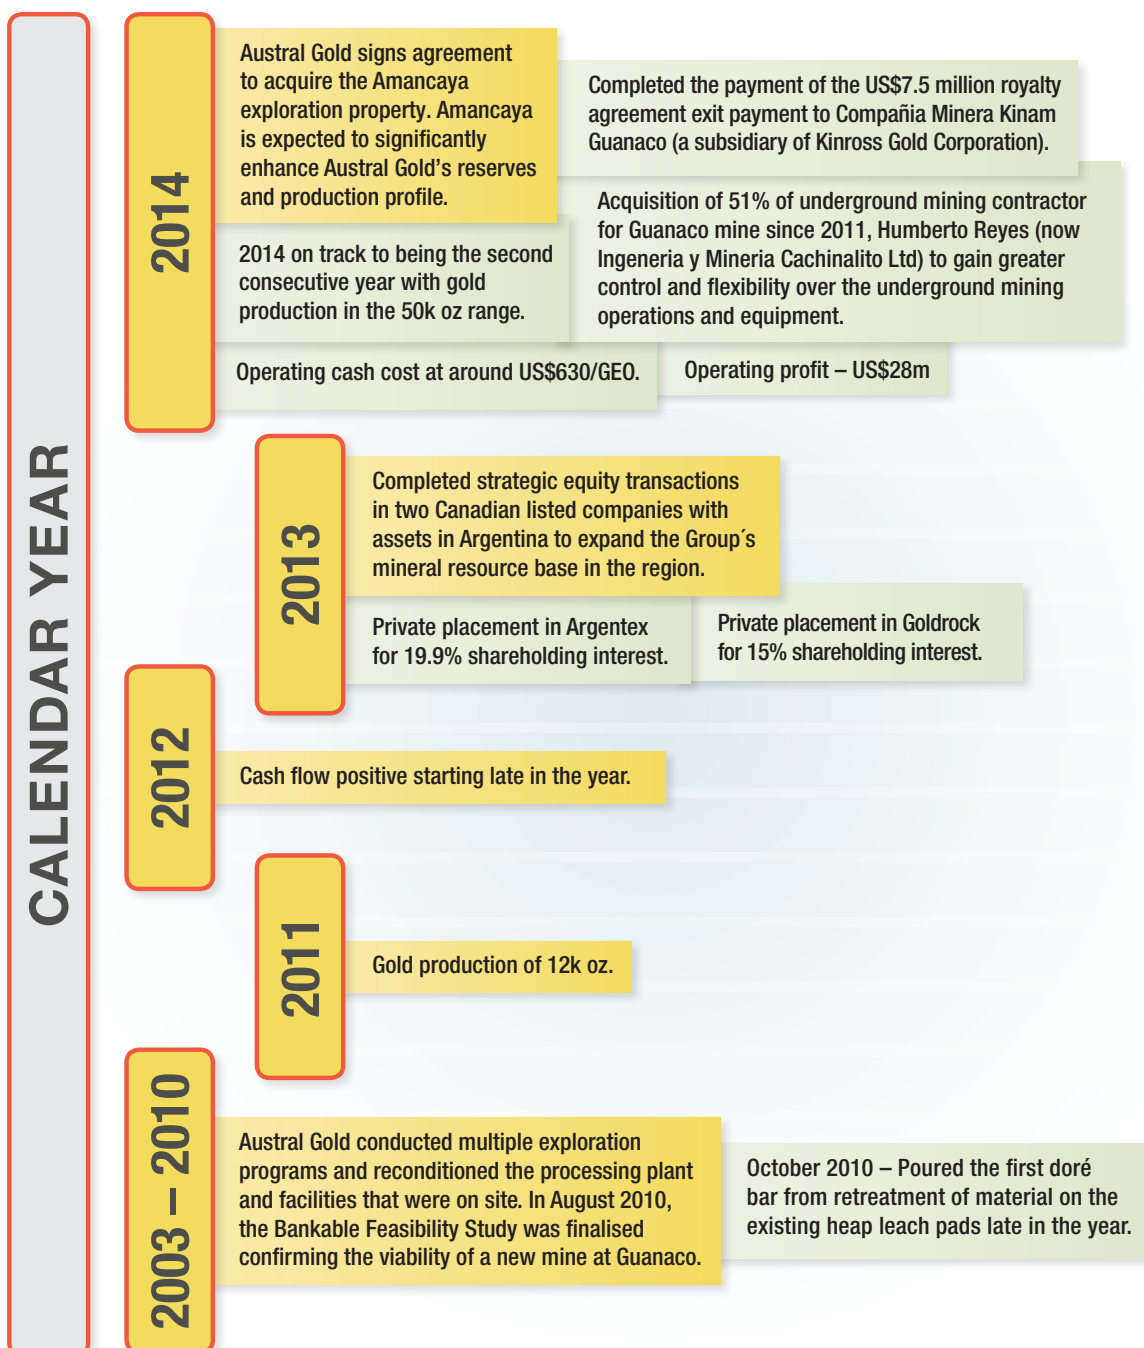 CALENDAR YEAR
2014
Austral Gold signs agreement
to acquire the Amancaya
exploration property. Amancaya
is expected to significantly
enhance Austral Gold's reserves
and production profile.
Completed the payment of the US$7.5 million royalty
agreement exit payment to Compañia Minera Kinam
Guanaco (a subsidiary of Kinross Gold Corporation).
2014 on track to being the second
consecutive year with gold
production in the 50k oz range.
Acquisition of 51% of underground mining contractor
for Guanaco mine since 2011, Humberto Reyes (now
Ingeneria y Mineria Cachinalito Ltd) to gain greater
control and flexibility over the underground mining
operations and equipment.
Operating cash cost at around US$630/GEO.
Operating profit – US$28m
2013
Completed strategic equity transactions
in two Canadian listed companies with
assets in Argentina to expand the Group´s
mineral resource base in the region.
Private placement in Argentex
for 19.9% shareholding interest.
Private placement in Goldrock
for 15% shareholding interest.
2012
Cash flow positive starting late in the year.
2011
Gold production of 12k oz.
2003 – 2010
Austral Gold conducted multiple exploration
programs and reconditioned the processing plant
and facilities that were on site. In August 2010,
the Bankable Feasibility Study was finalised
confirming the viability of a new mine at Guanaco.
October 2010 – Poured the first doré
bar from retreatment of material on the
existing heap leach pads late in the year.